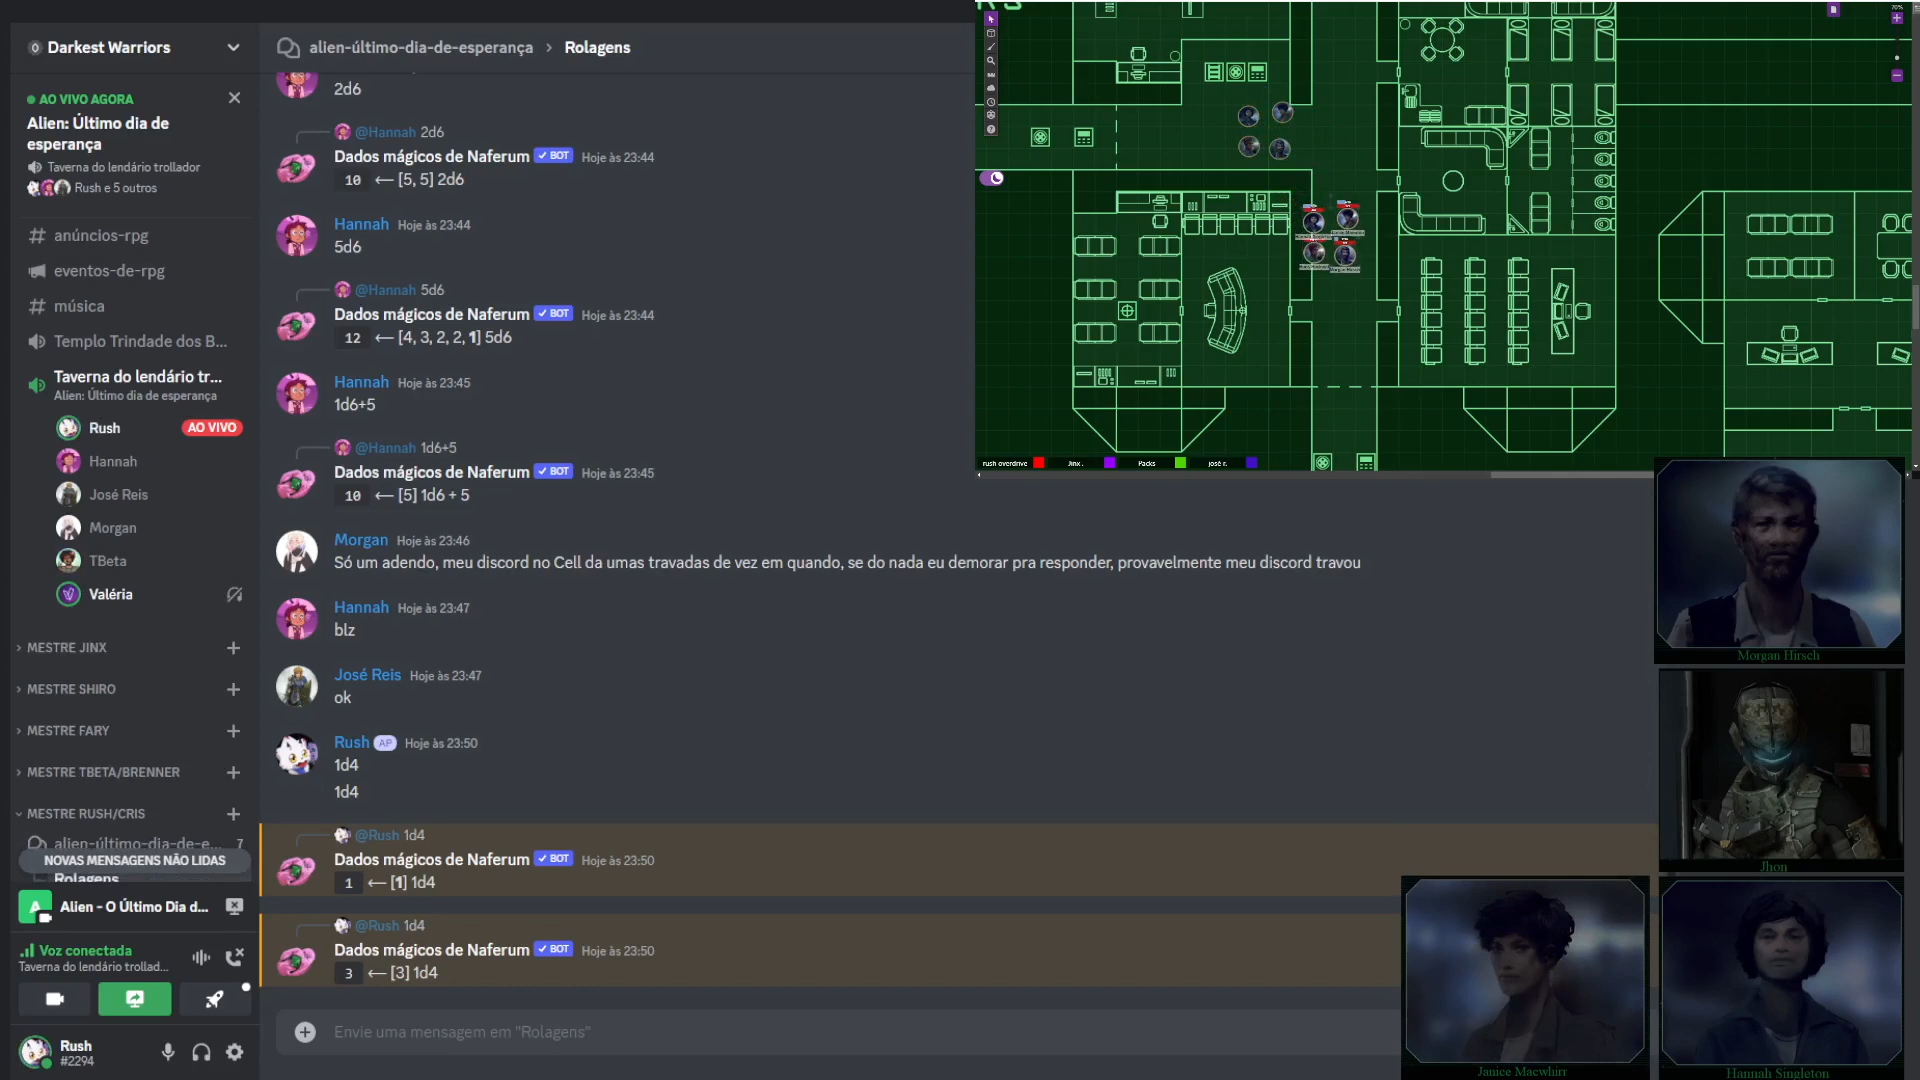 Darkest Warriors
AO VIVO AGORA
Alien: Último dia de
esperança
Taverna do lendário trollador
Rush e 5 outros
anúncios-rpg
eventos-de-rpg
música
Templo Trindade dos B...
Taverna do lendário tr...
Alien: Último dia de esperança
Rush
AO VIVO
Hannah
José Reis
Morgan
TBeta
Valéria
MESTRE JINX
MESTRE SHIRO
MESTRE FARY
MESTRE TBETA/BRENNER
MESTRE RUSH/CRIS
alien-último-dia-de-e...
7
NOVAS MENSAGENS NÃO LIDAS
Rolagens
Alien - O Último Dia d...
Voz conectada
Taverna do lendário trollad...
Rush
#2294
alien-último-dia-de-esperança > Rolagens
2d6
@Hannah 2d6
Dados mágicos de Naferum BOT Hoje às 23:44
10 ⟵ [5, 5] 2d6
Hannah Hoje às 23:44
5d6
@Hannah 5d6
Dados mágicos de Naferum BOT Hoje às 23:44
12 ⟵ [4, 3, 2, 2, 1] 5d6
Hannah Hoje às 23:45
1d6+5
@Hannah 1d6+5
Dados mágicos de Naferum BOT Hoje às 23:45
10 ⟵ [5] 1d6 + 5
Morgan Hoje às 23:46
Só um adendo, meu discord no Cell da umas travadas de vez em quando, se do nada eu demorar pra responder, provavelmente meu discord travou
Hannah Hoje às 23:47
blz
José Reis Hoje às 23:47
ok
Rush AP Hoje às 23:50
1d4
1d4
@Rush 1d4
Dados mágicos de Naferum BOT Hoje às 23:50
1 ⟵ [1] 1d4
@Rush 1d4
Dados mágicos de Naferum BOT Hoje às 23:50
3 ⟵ [3] 1d4
Envie uma mensagem em "Rolagens"
70%
rush overdrive
Jinx .
Packs
josé r.
Morgan Hirsch
Jhon
Janice Macwhirr
Hannah Singleton